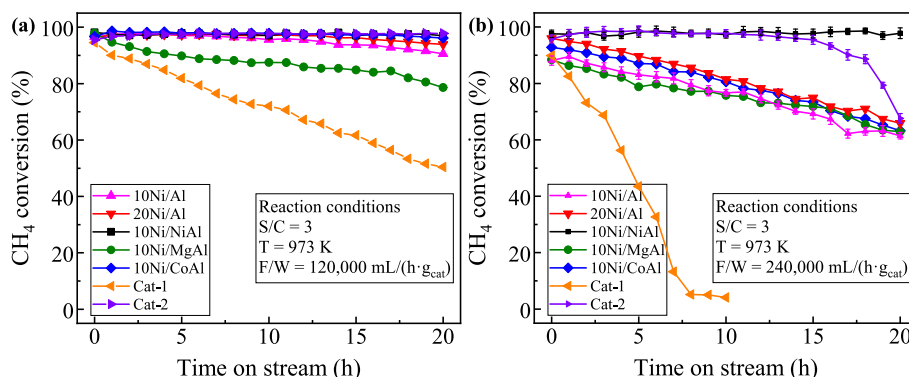 (a)
CH4 conversion (%)
100
80
60
40
20
0
10Ni/Al
20Ni/Al
10Ni/NiAl
10Ni/MgAl
10Ni/CoAl
Cat-1
Cat-2
Reaction conditions
S/C = 3
T = 973 K
F/W = 120,000 mL/(h·gcat)
0 5 10 15 20
Time on stream (h)
(b)
CH4 conversion (%)
100
80
60
40
20
0
10Ni/Al
20Ni/Al
10Ni/NiAl
10Ni/MgAl
10Ni/CoAl
Cat-1
Cat-2
Reaction conditions
S/C = 3
T = 973 K
F/W = 240,000 mL/(h·gcat)
0 5 10 15 20
Time on stream (h)